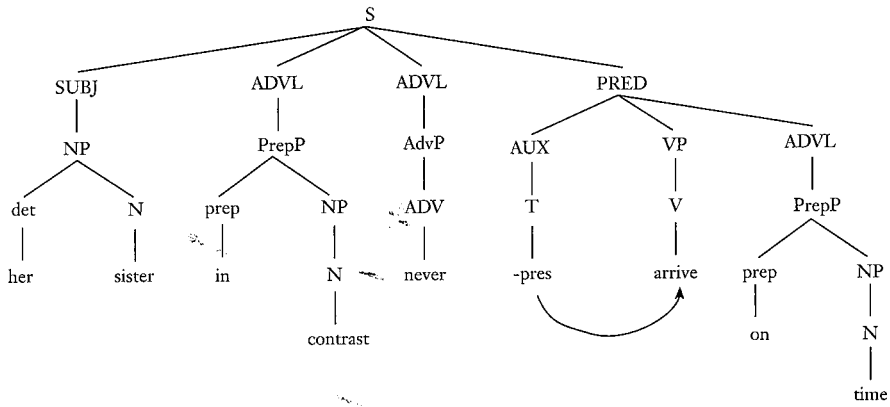 S
SUBJ ADVL ADVL PRED
NP PrepP AdvP AUX VP ADVL
det N prep NP ADV T V PrepP
her sister in N never -pres arrive prep NP
contrast on N
time